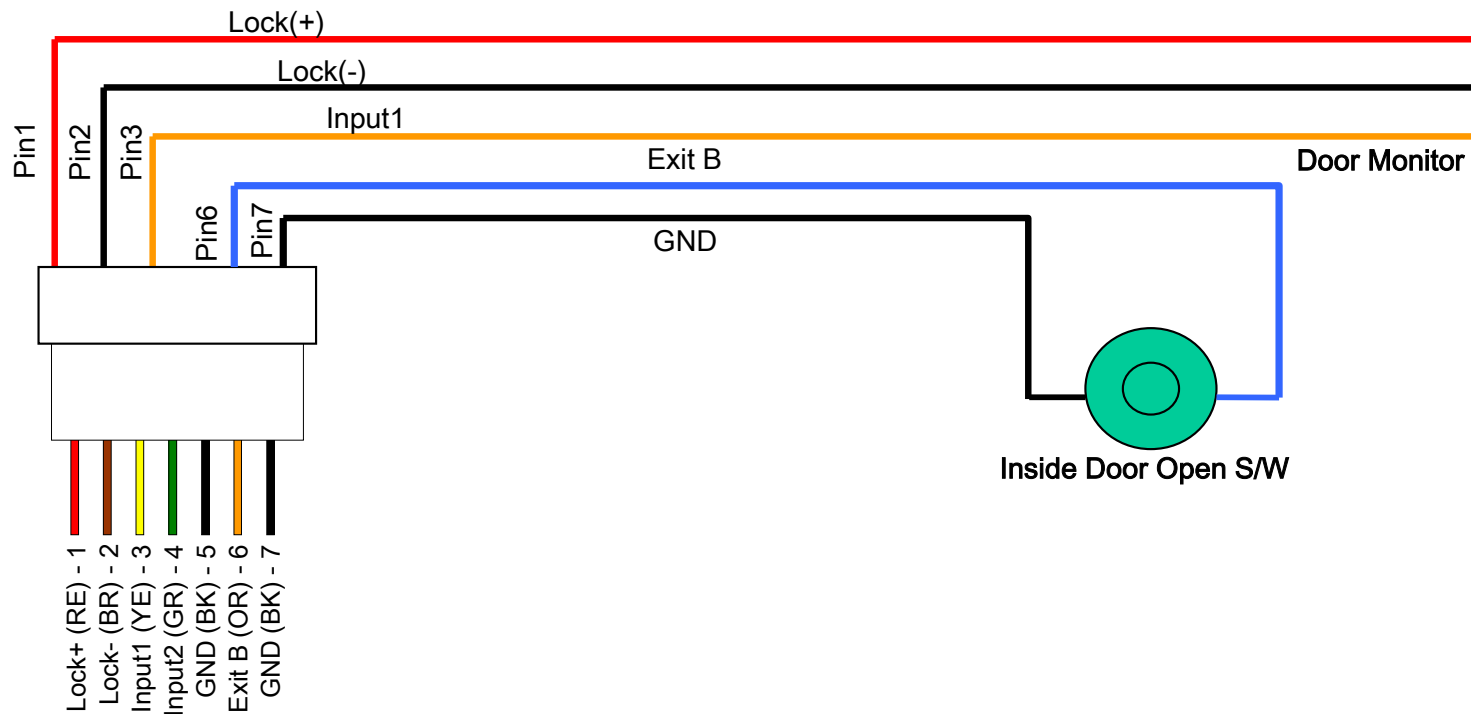 Lock(+)
Lock(-)
Input1
Exit B
Door Monitor
Pin1
Pin2
Pin3
Pin6
Pin7
GND
Inside Door Open S/W
Lock+ (RE) - 1
Lock- (BR) - 2
Input1 (YE) - 3
Input2 (GR) - 4
GND (BK) - 5
Exit B (OR) - 6
GND (BK) - 7